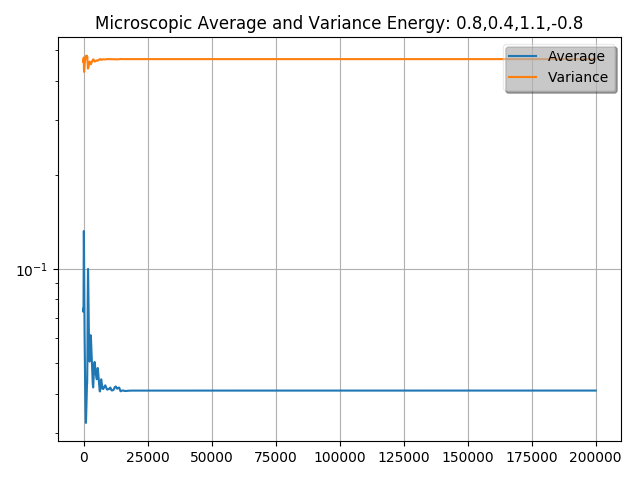 Microscopic Average and Variance Energy: 0.8,0.4,1.1,-0.8
Average
Variance
10⁻¹
0 25000 50000 75000 100000 125000 150000 175000 200000